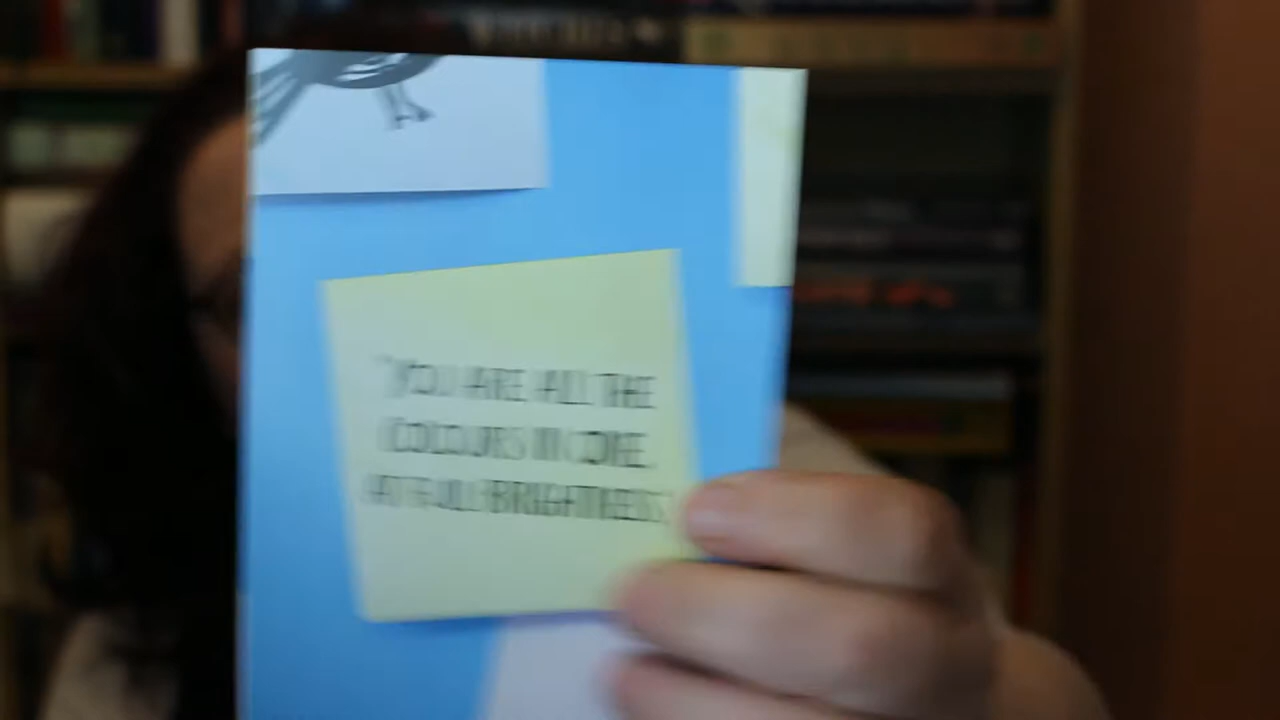 "YOU ARE ALL THE
COLOURS IN ONE,
AT FULL BRIGHTNESS."